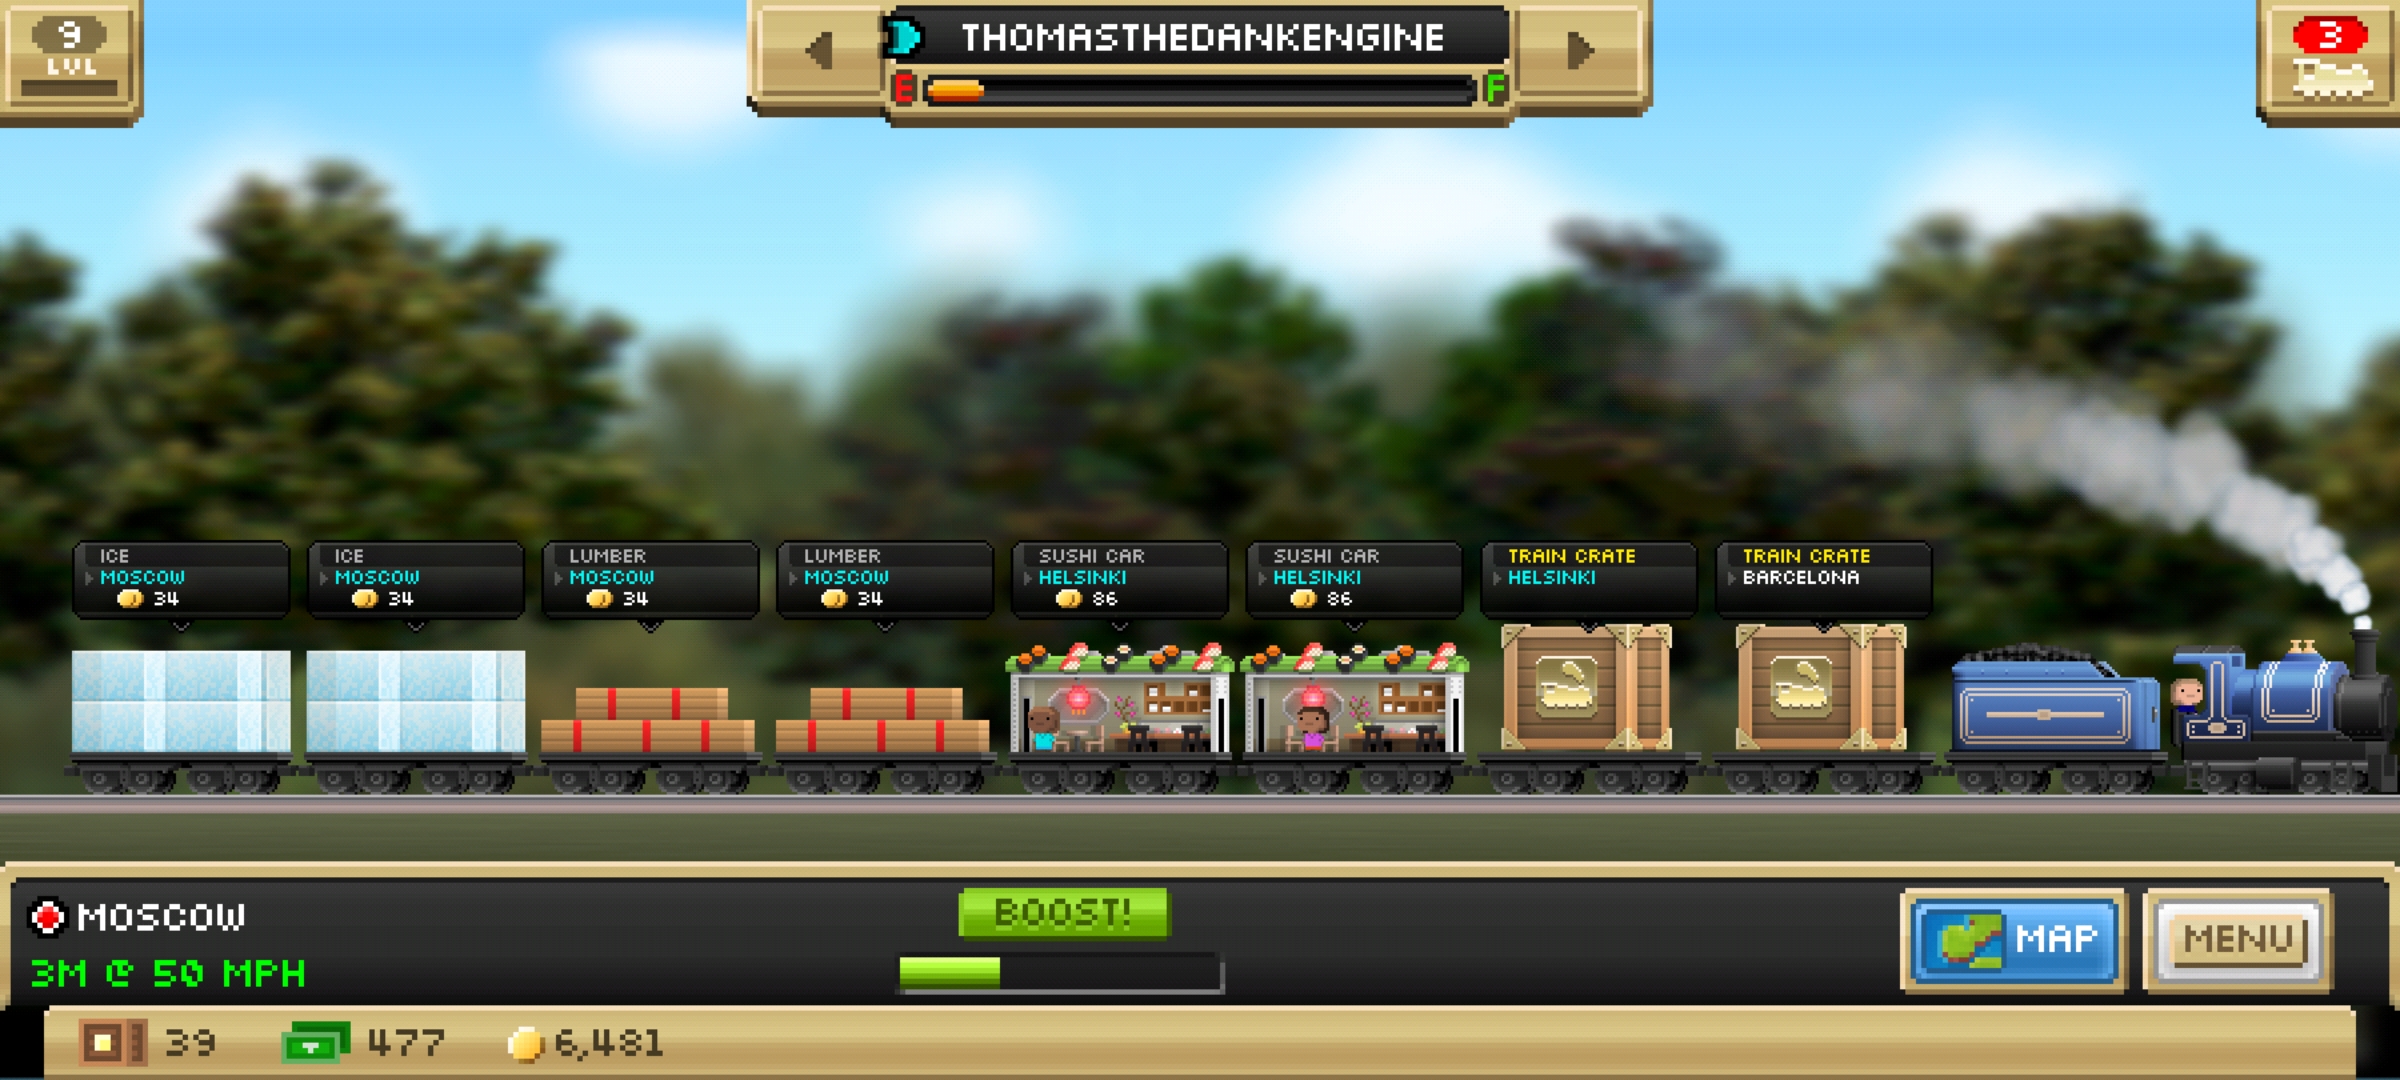 9
LVL
THOMASTHEDANKENGINE
E
F
3
ICE
MOSCOW
34
ICE
MOSCOW
34
LUMBER
MOSCOW
34
LUMBER
MOSCOW
34
SUSHI CAR
HELSINKI
86
SUSHI CAR
HELSINKI
86
TRAIN CRATE
HELSINKI
TRAIN CRATE
BARCELONA
MOSCOW
3M @ 50 MPH
BOOST!
MAP
MENU
39
477
6,481